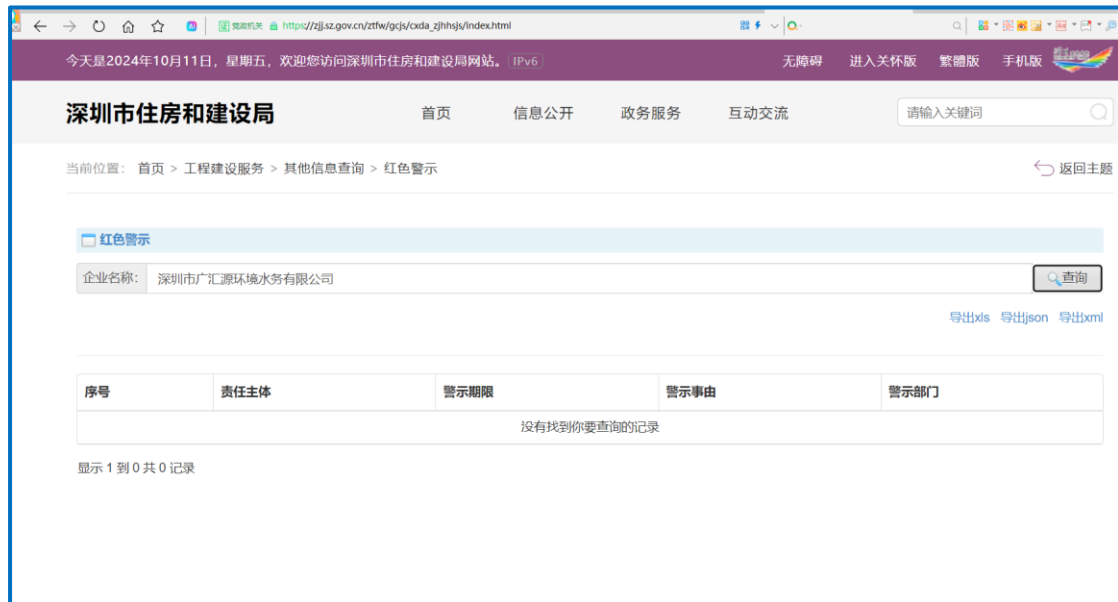 党政机关 https://zjj.sz.gov.cn/ztfw/gcjs/cxda_zjhhsjs/index.html
今天是2024年10月11日，星期五，欢迎您访问深圳市住房和建设局网站。 IPv6 无障碍 进入关怀版 繁體版 手机版
深圳市住房和建设局 首页 信息公开 政务服务 互动交流 请输入关键词
当前位置： 首页 > 工程建设服务 > 其他信息查询 > 红色警示 返回主题
红色警示
企业名称: 深圳市广汇源环境水务有限公司 查询
导出xls 导出json 导出xml
序号 责任主体 警示期限 警示事由 警示部门
没有找到你要查询的记录
显示 1 到 0 共 0 记录